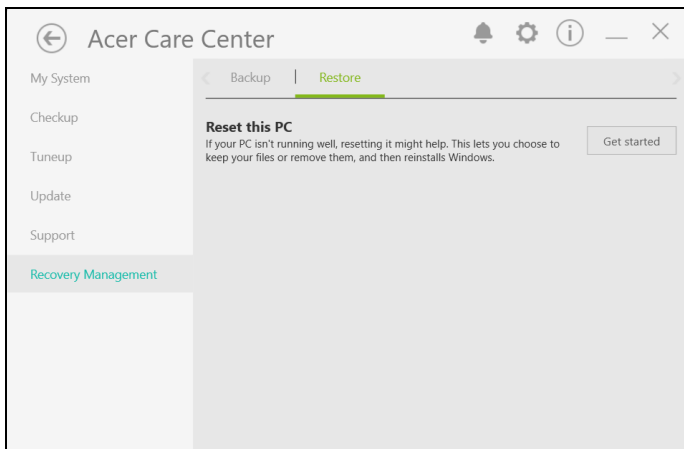 Acer Care Center
My System
Checkup
Tuneup
Update
Support
Recovery Management
Backup | Restore
Reset this PC
If your PC isn't running well, resetting it might help. This lets you choose to
keep your files or remove them, and then reinstalls Windows.
Get started